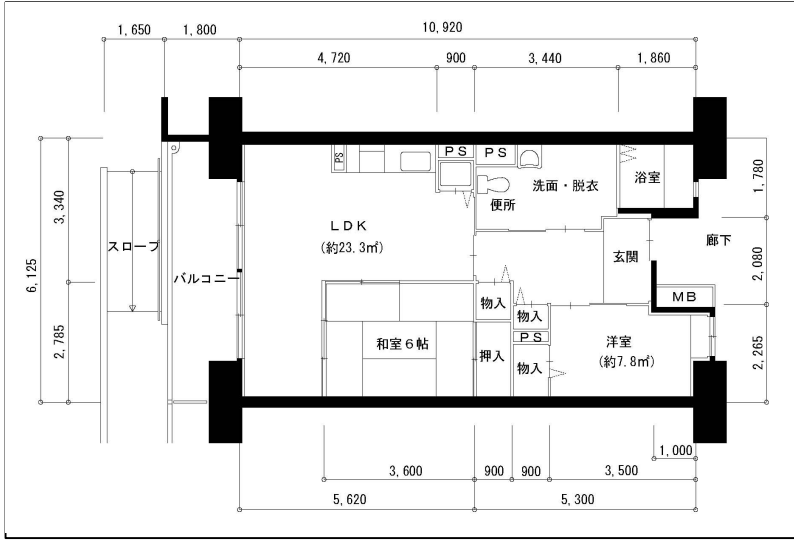 1,650
1,800
10,920
4,720
900
3,440
1,860
PS
PS
PS
浴室
洗面・脱衣
便所
1,780
3,340
LDK
(約23.3㎡)
スロープ
バルコニー
玄関
廊下
6,125
2,080
物入
物入
MB
2,785
和室6帖
押入
PS
物入
洋室
(約7.8㎡)
2,265
1,000
3,600
900
900
3,500
5,620
5,300